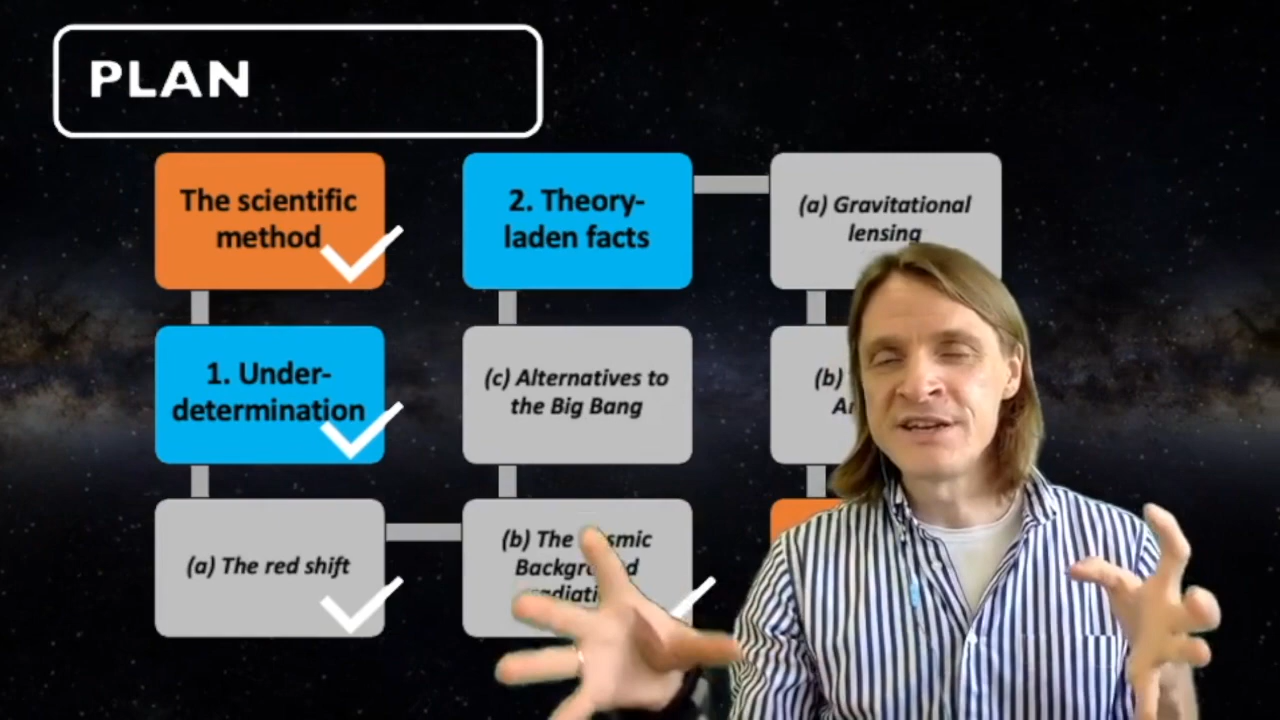 PLAN
The scientific
method
1. Under-
determination
(a) The red shift
(b) The
Background
(c) Alternatives to
the Big Bang
2. Theory-
laden facts
(a) Gravitational
lensing
(b)